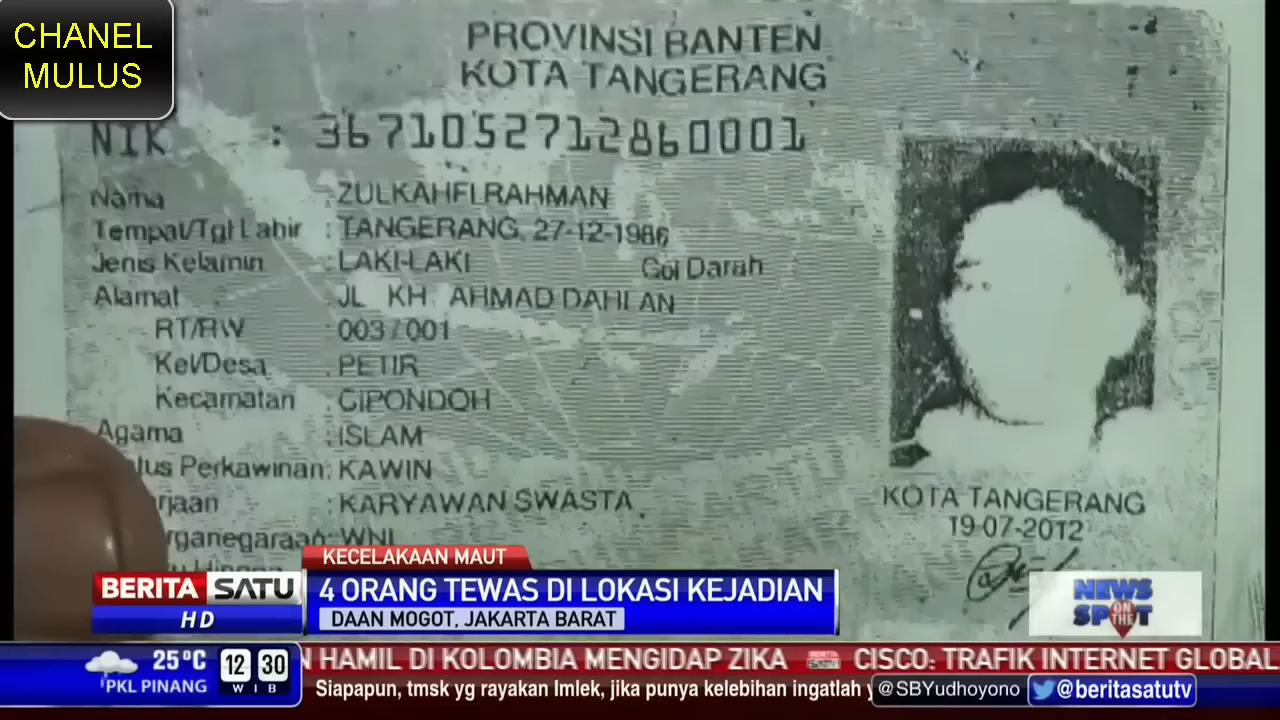 CHANEL
MULUS
PROVINSI BANTEN
KOTA TANGERANG
NIK : 3671052712860001
Nama : ZULKAHFI RAHMAN
Tempat/Tgl Lahir : TANGERANG, 27-12-1986
Jenis Kelamin : LAKI-LAKI Gol Darah
Alamat : JL KH. AHMAD DAHLAN
RT/RW : 003/001
Kel/Desa : PETIR
Kecamatan : CIPONDOH
Agama : ISLAM
Perkawinan: KAWIN
: KARYAWAN SWASTA
: WNI
KOTA TANGERANG
19-07-2012
KECELAKAAN MAUT
BERITA SATU
HD
4 ORANG TEWAS DI LOKASI KEJADIAN
DAAN MOGOT, JAKARTA BARAT
NEWS
ON THE
SPOT
25°C
PKL PINANG
12 30
WIB
HAMIL DI KOLOMBIA MENGIDAP ZIKA CISCO: TRAFIK INTERNET GLOBAL
Siapapun, tmsk yg rayakan Imlek, jika punya kelebihan ingatlah
@SBYudhoyono
@beritasatutv